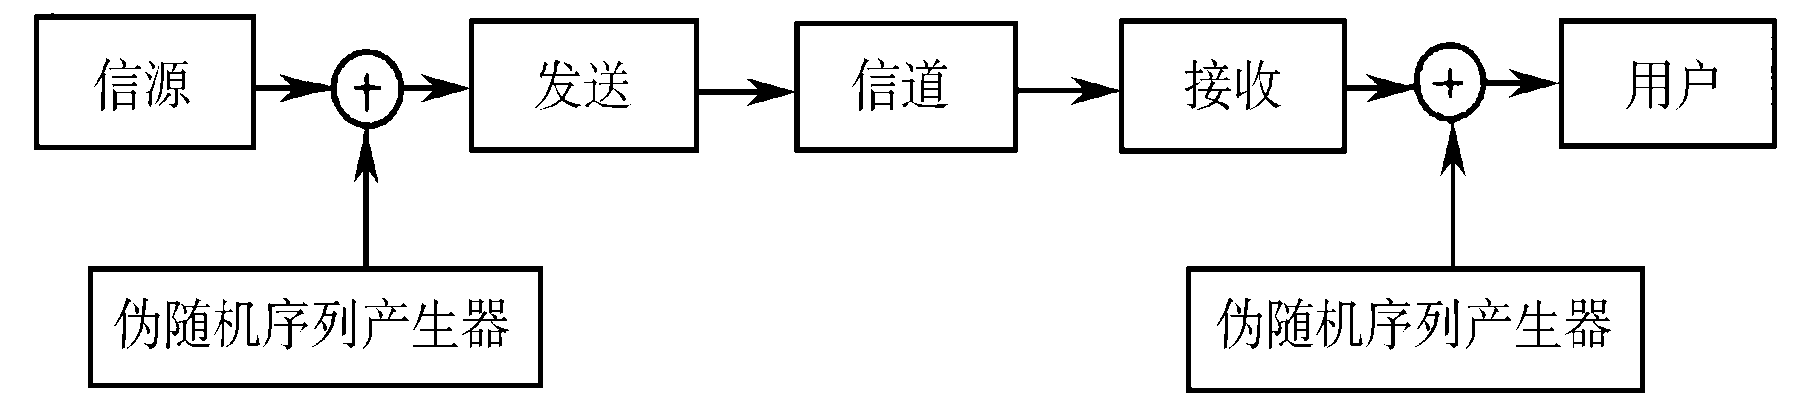 信源
发送
信道
接收
用户
伪随机序列产生器
伪随机序列产生器